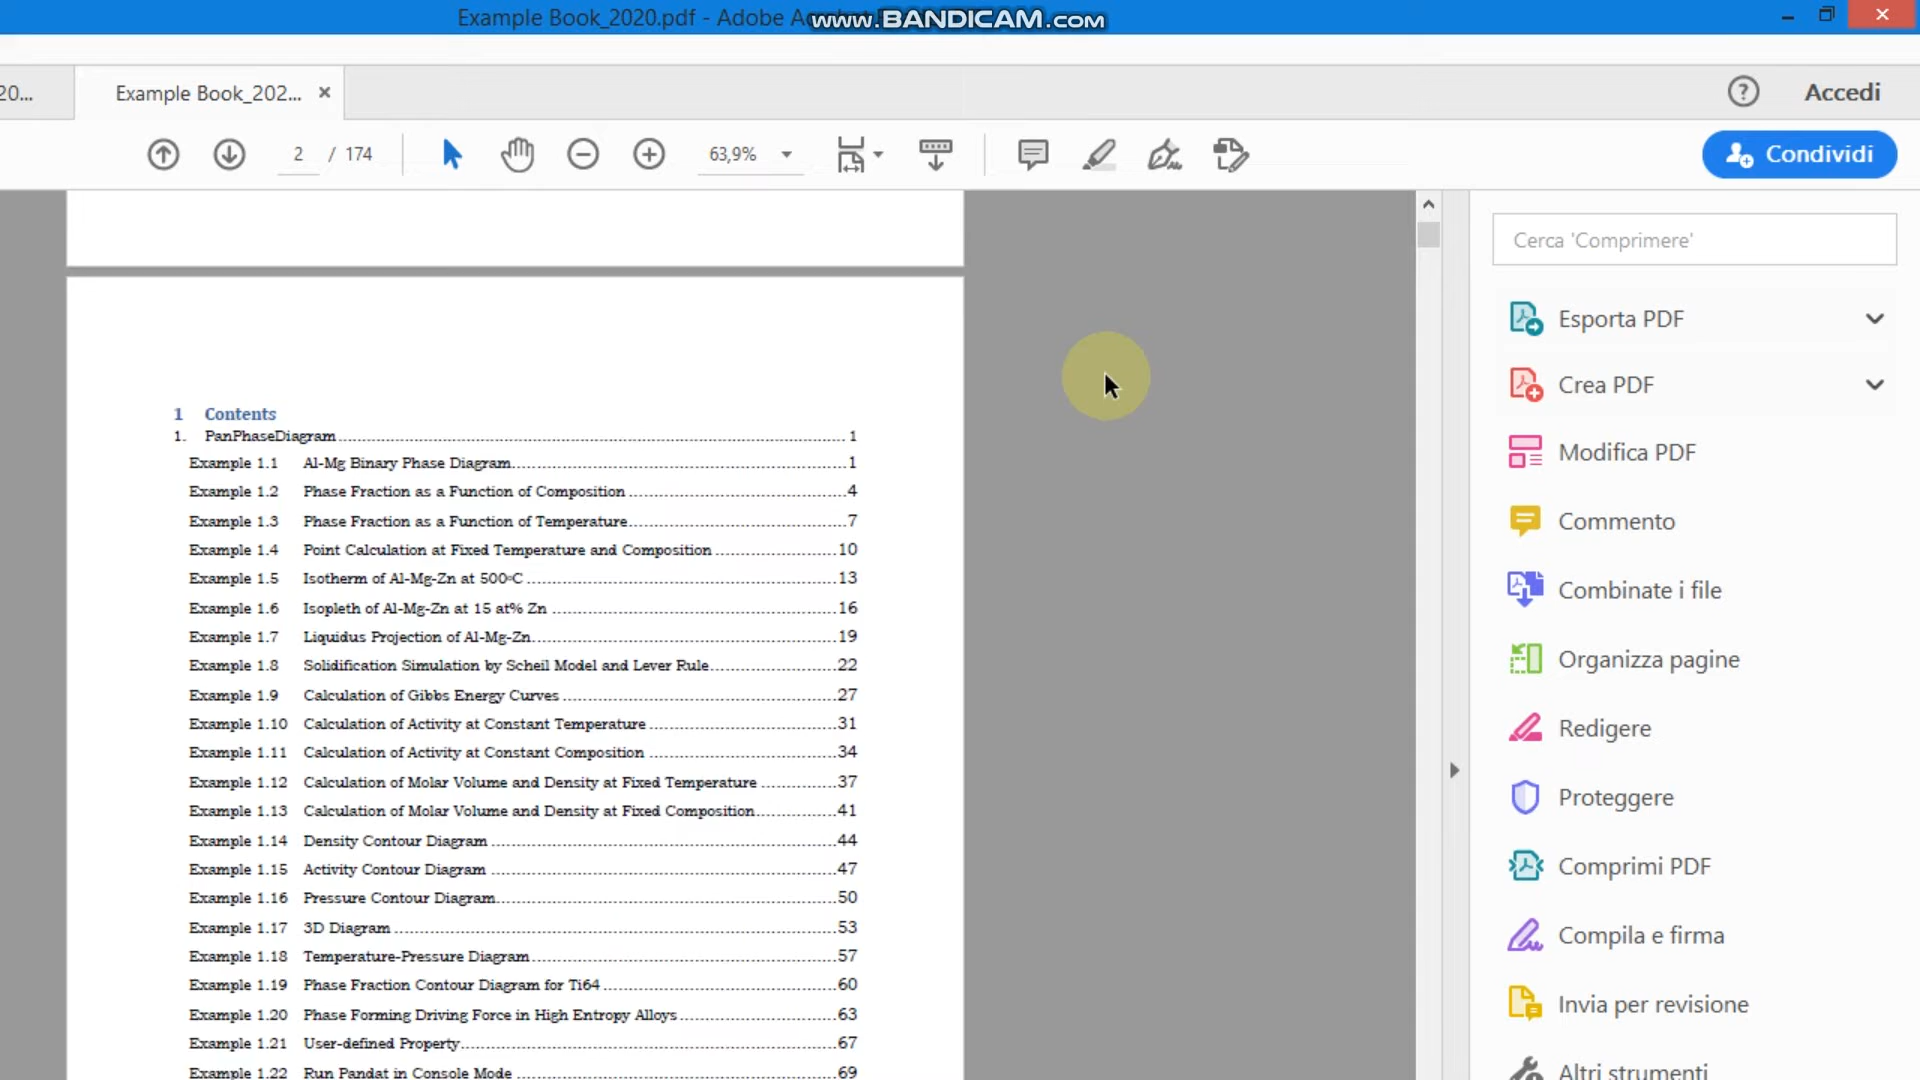 Example Book_2020.pdf - Adobe Ac
www.BANDICAM.com
20...
Example Book_202... ×
? Accedi
2 / 174
63,9%
Condividi
Cerca 'Comprimere'
1 Contents
1. PanPhaseDiagram 1
Example 1.1 Al-Mg Binary Phase Diagram 1
Example 1.2 Phase Fraction as a Function of Composition 4
Example 1.3 Phase Fraction as a Function of Temperature 7
Example 1.4 Point Calculation at Fixed Temperature and Composition 10
Example 1.5 Isotherm of Al-Mg-Zn at 500°C 13
Example 1.6 Isopleth of Al-Mg-Zn at 15 at% Zn 16
Example 1.7 Liquidus Projection of Al-Mg-Zn 19
Example 1.8 Solidification Simulation by Scheil Model and Lever Rule 22
Example 1.9 Calculation of Gibbs Energy Curves 27
Example 1.10 Calculation of Activity at Constant Temperature 31
Example 1.11 Calculation of Activity at Constant Composition 34
Example 1.12 Calculation of Molar Volume and Density at Fixed Temperature 37
Example 1.13 Calculation of Molar Volume and Density at Fixed Composition 41
Example 1.14 Density Contour Diagram 44
Example 1.15 Activity Contour Diagram 47
Example 1.16 Pressure Contour Diagram 50
Example 1.17 3D Diagram 53
Example 1.18 Temperature-Pressure Diagram 57
Example 1.19 Phase Fraction Contour Diagram for Ti64 60
Example 1.20 Phase Forming Driving Force in High Entropy Alloys 63
Example 1.21 User-defined Property 67
Example 1.22 Run Pandat in Console Mode 69
Esporta PDF
Crea PDF
Modifica PDF
Commento
Combinate i file
Organizza pagine
Redigere
Proteggere
Comprimi PDF
Compila e firma
Invia per revisione
Altri strumenti